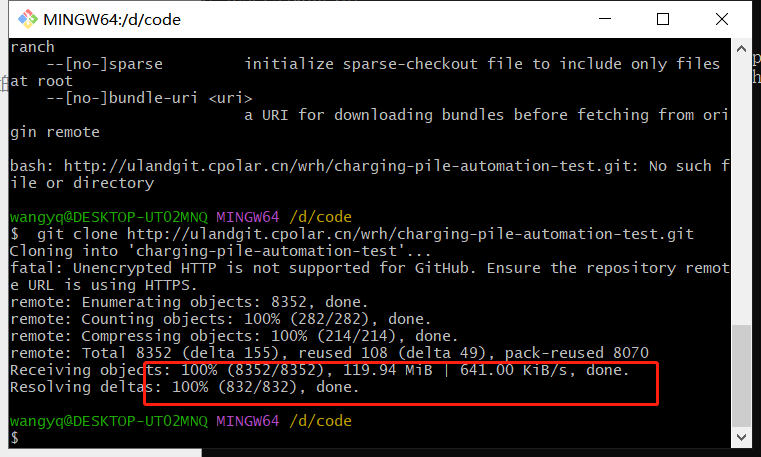 MINGW64:/d/code
ranch
--[no-]sparse initialize sparse-checkout file to include only files
at root
--[no-]bundle-uri <uri>
a URI for downloading bundles before fetching from ori
gin remote
bash: http://ulandgit.cpolar.cn/wrh/charging-pile-automation-test.git: No such f
ile or directory
wangyq@DESKTOP-UT02MNQ MINGW64 /d/code
$ git clone http://ulandgit.cpolar.cn/wrh/charging-pile-automation-test.git
Cloning into 'charging-pile-automation-test'...
fatal: Unencrypted HTTP is not supported for GitHub. Ensure the repository remot
e URL is using HTTPS.
remote: Enumerating objects: 8352, done.
remote: Counting objects: 100% (282/282), done.
remote: Compressing objects: 100% (214/214), done.
remote: Total 8352 (delta 155), reused 108 (delta 49), pack-reused 8070
Receiving objects: 100% (8352/8352), 119.94 MiB | 641.00 KiB/s, done.
Resolving deltas: 100% (832/832), done.
wangyq@DESKTOP-UT02MNQ MINGW64 /d/code
$